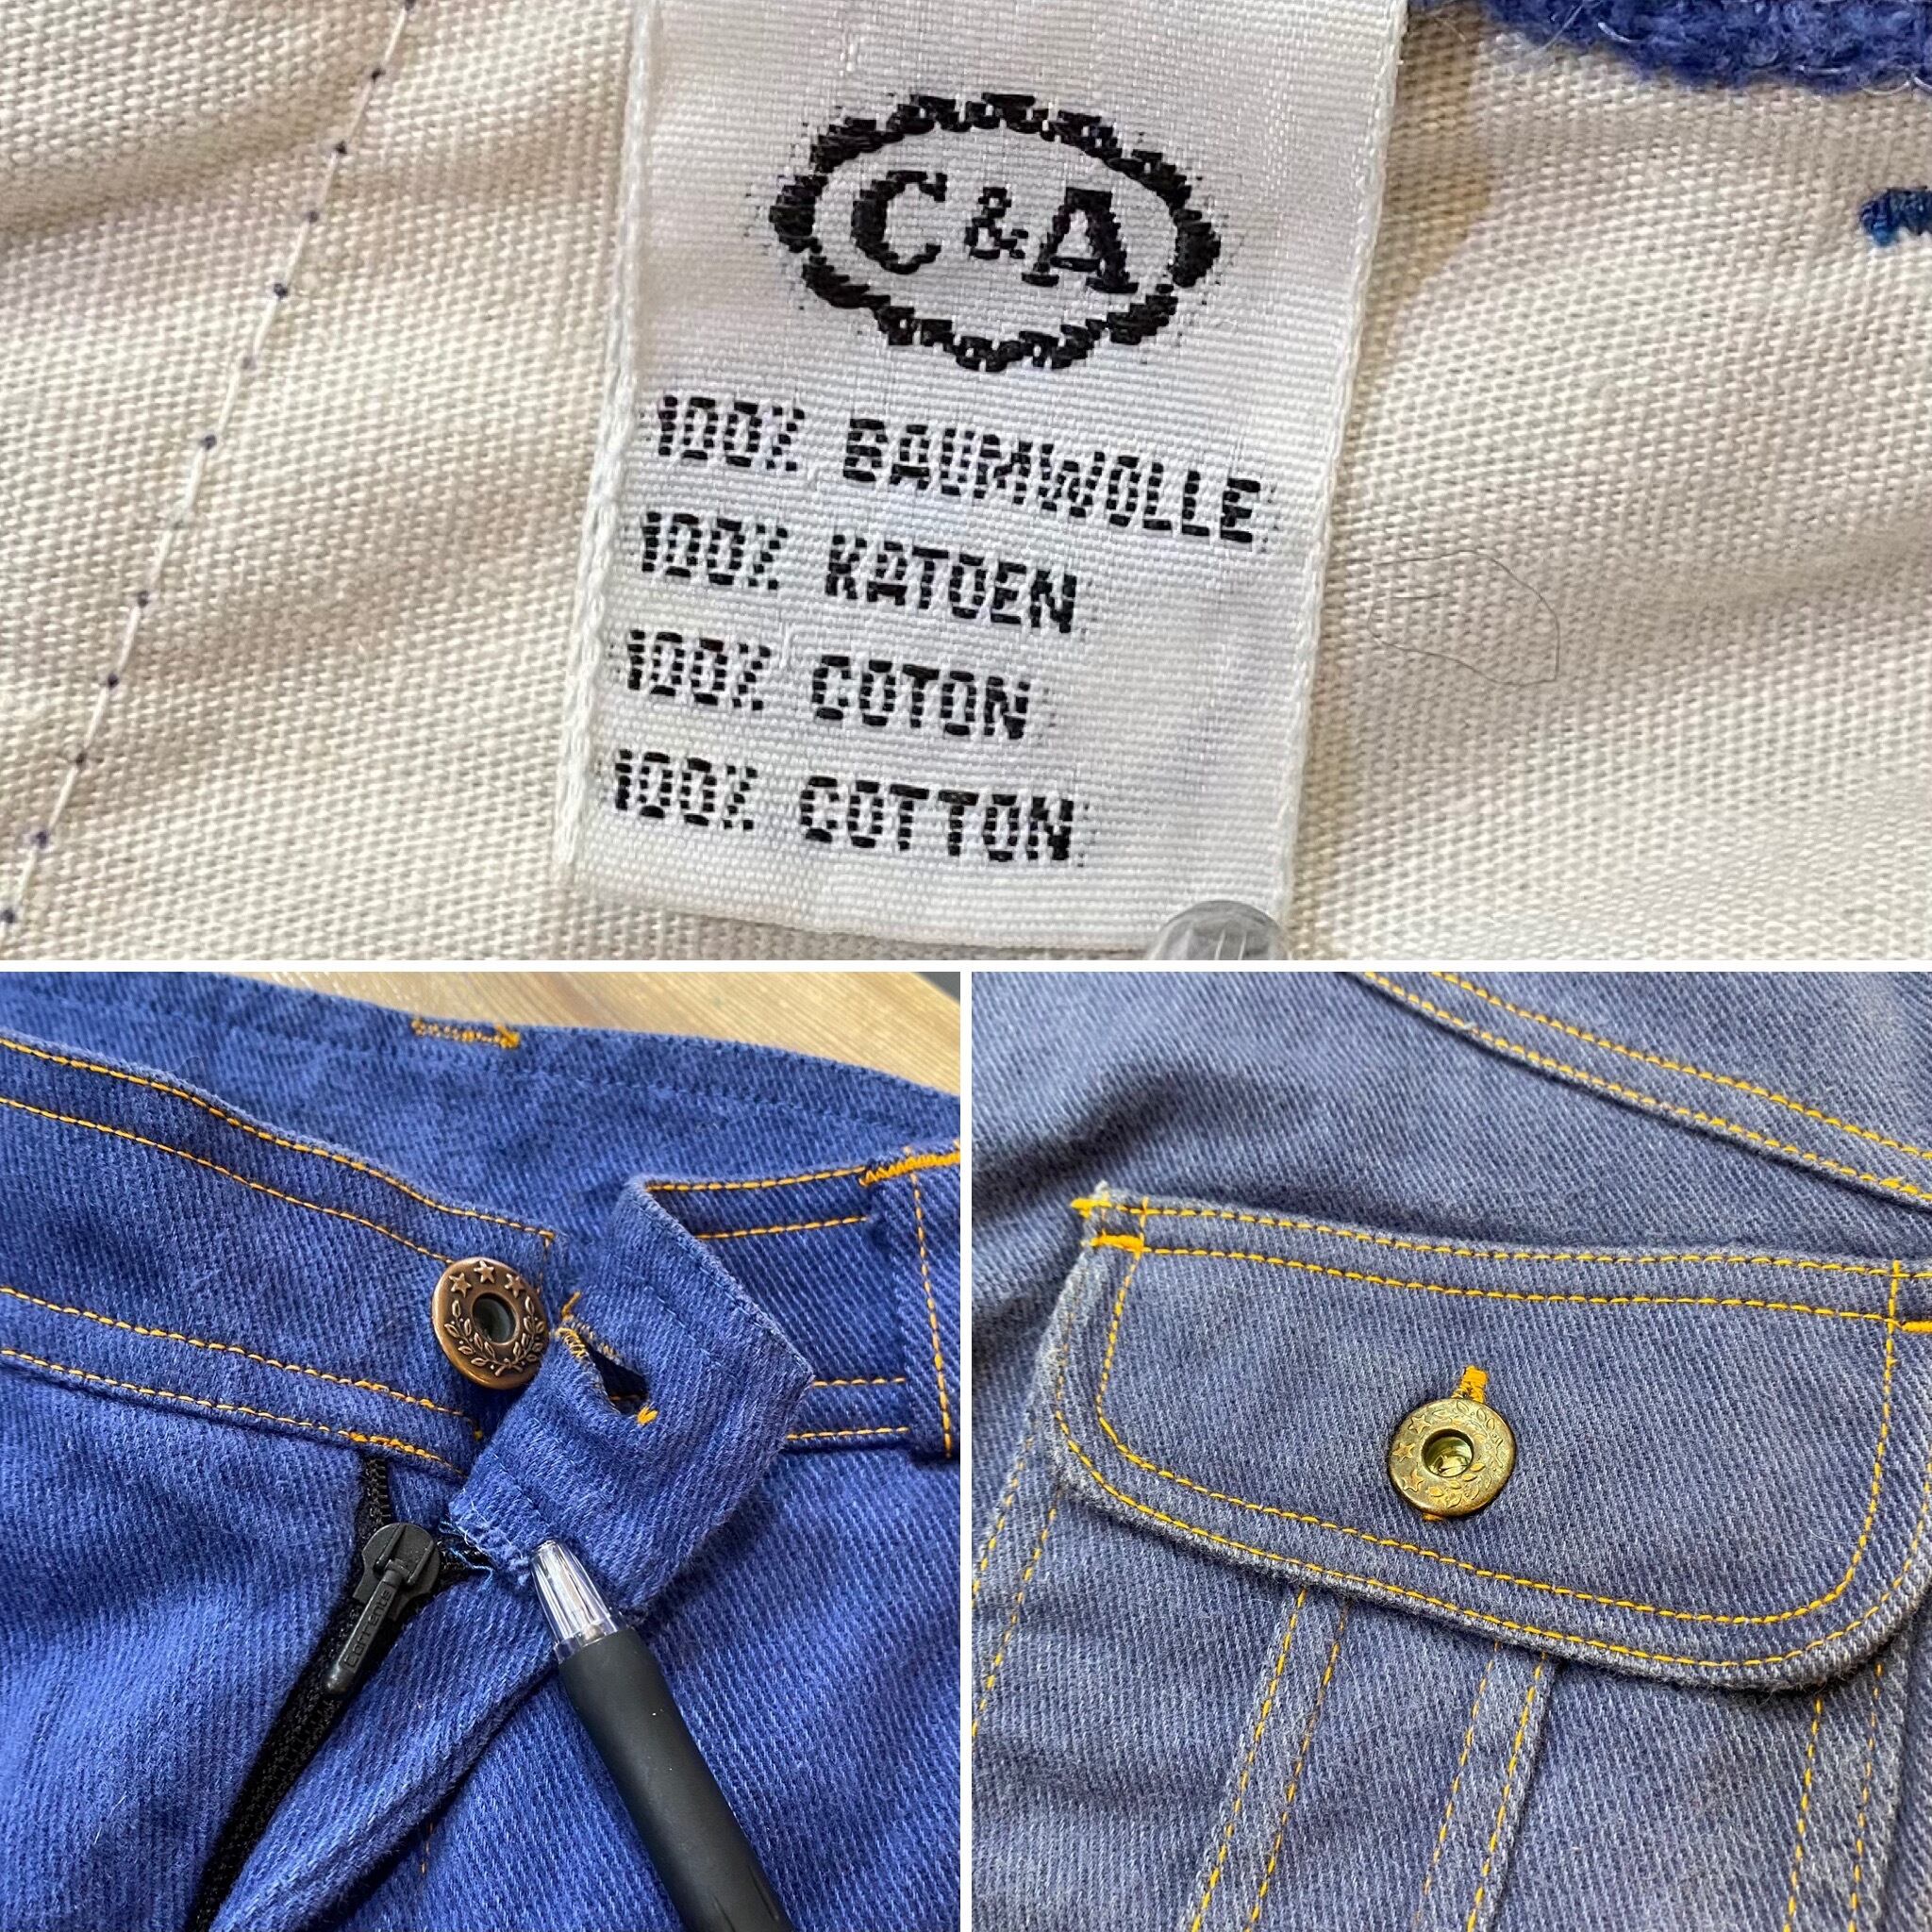 C&A
100% BAUMWOLLE
100% KATOEN
100% COTON
100% COTTON